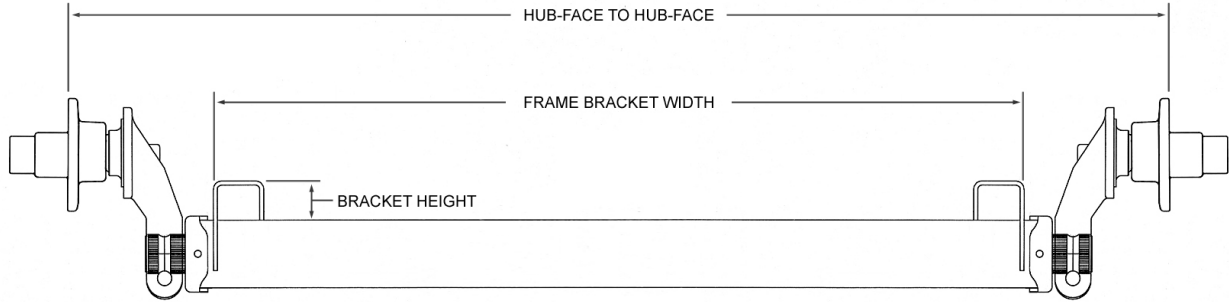 HUB-FACE TO HUB-FACE
FRAME BRACKET WIDTH
BRACKET HEIGHT